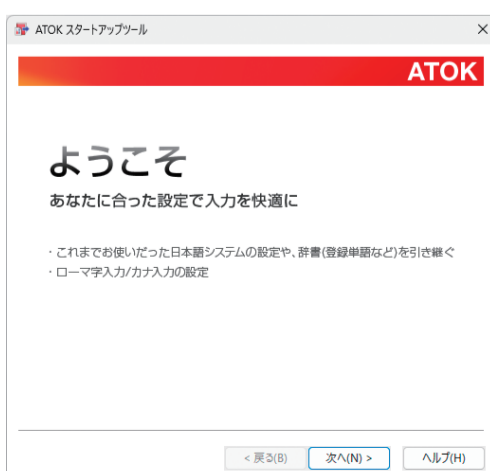 ATOK スタートアップツール
ATOK
ようこそ
あなたに合った設定で入力を快適に
・これまでお使いだった日本語システムの設定や、辞書(登録単語など)を引き継ぐ
・ローマ字入力/カナ入力の設定
< 戻る(B) 次へ(N) > ヘルプ(H)